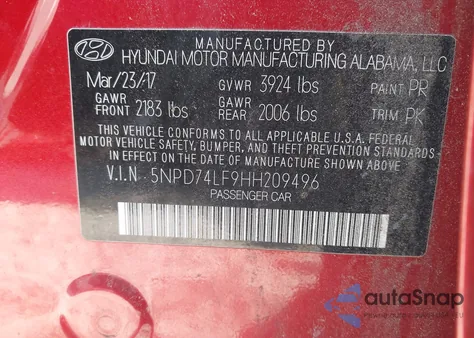 MANUFACTURED BY
HYUNDAI MOTOR MANUFACTURING ALABAMA, LLC
Mar/23/17 GVWR 3924 lbs PAINT PR
GAWR FRONT 2183 lbs GAWR REAR 2006 lbs TRIM PK
THIS VEHICLE CONFORMS TO ALL APPLICABLE U.S.A. FEDERAL
MOTOR VEHICLE SAFETY, BUMPER, AND THEFT PREVENTION STANDARDS
IN EFFECT ON THE DATE OF MANUFACTURE SHOWN ABOVE.
V.I.N 5NPD74LF9HH209496
PASSENGER CAR
autoSnap